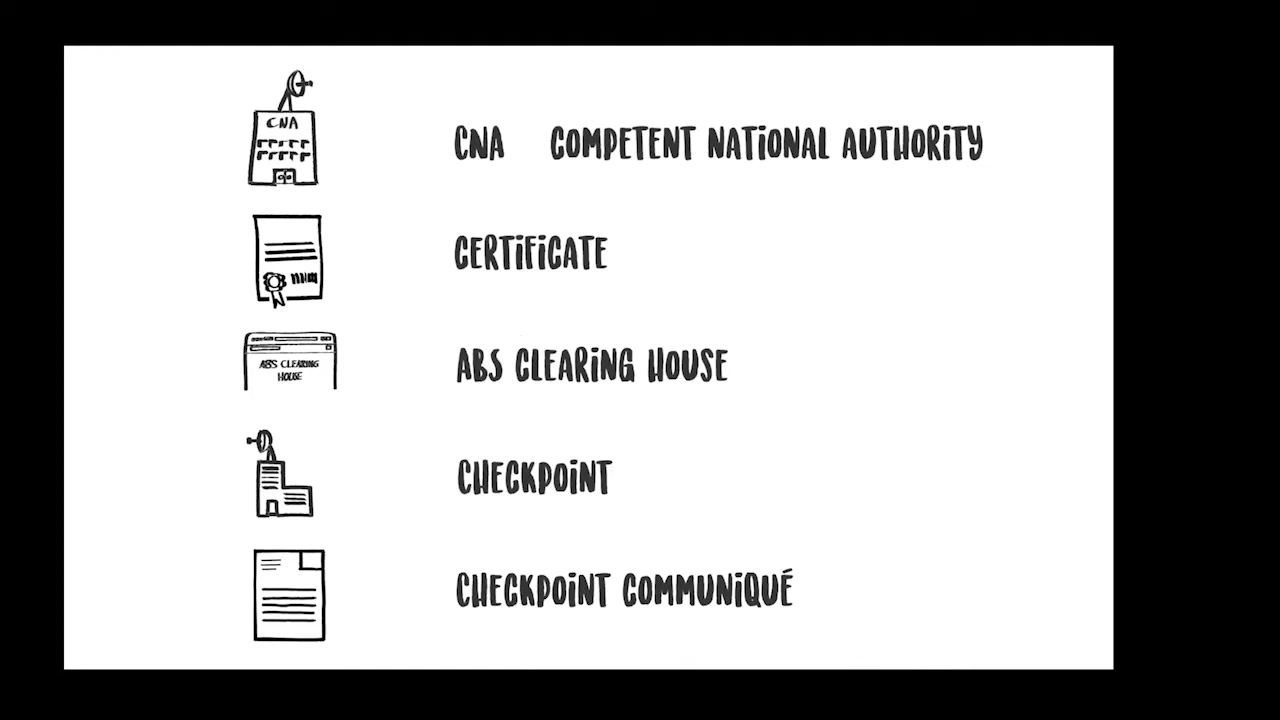 CNA
CNA COMPETENT NATIONAL AUTHORITY
CERTIFICATE
ABS CLEARING HOUSE
ABS CLEARING
HOUSE
CHECKPOINT
CHECKPOINT COMMUNIQUÉ